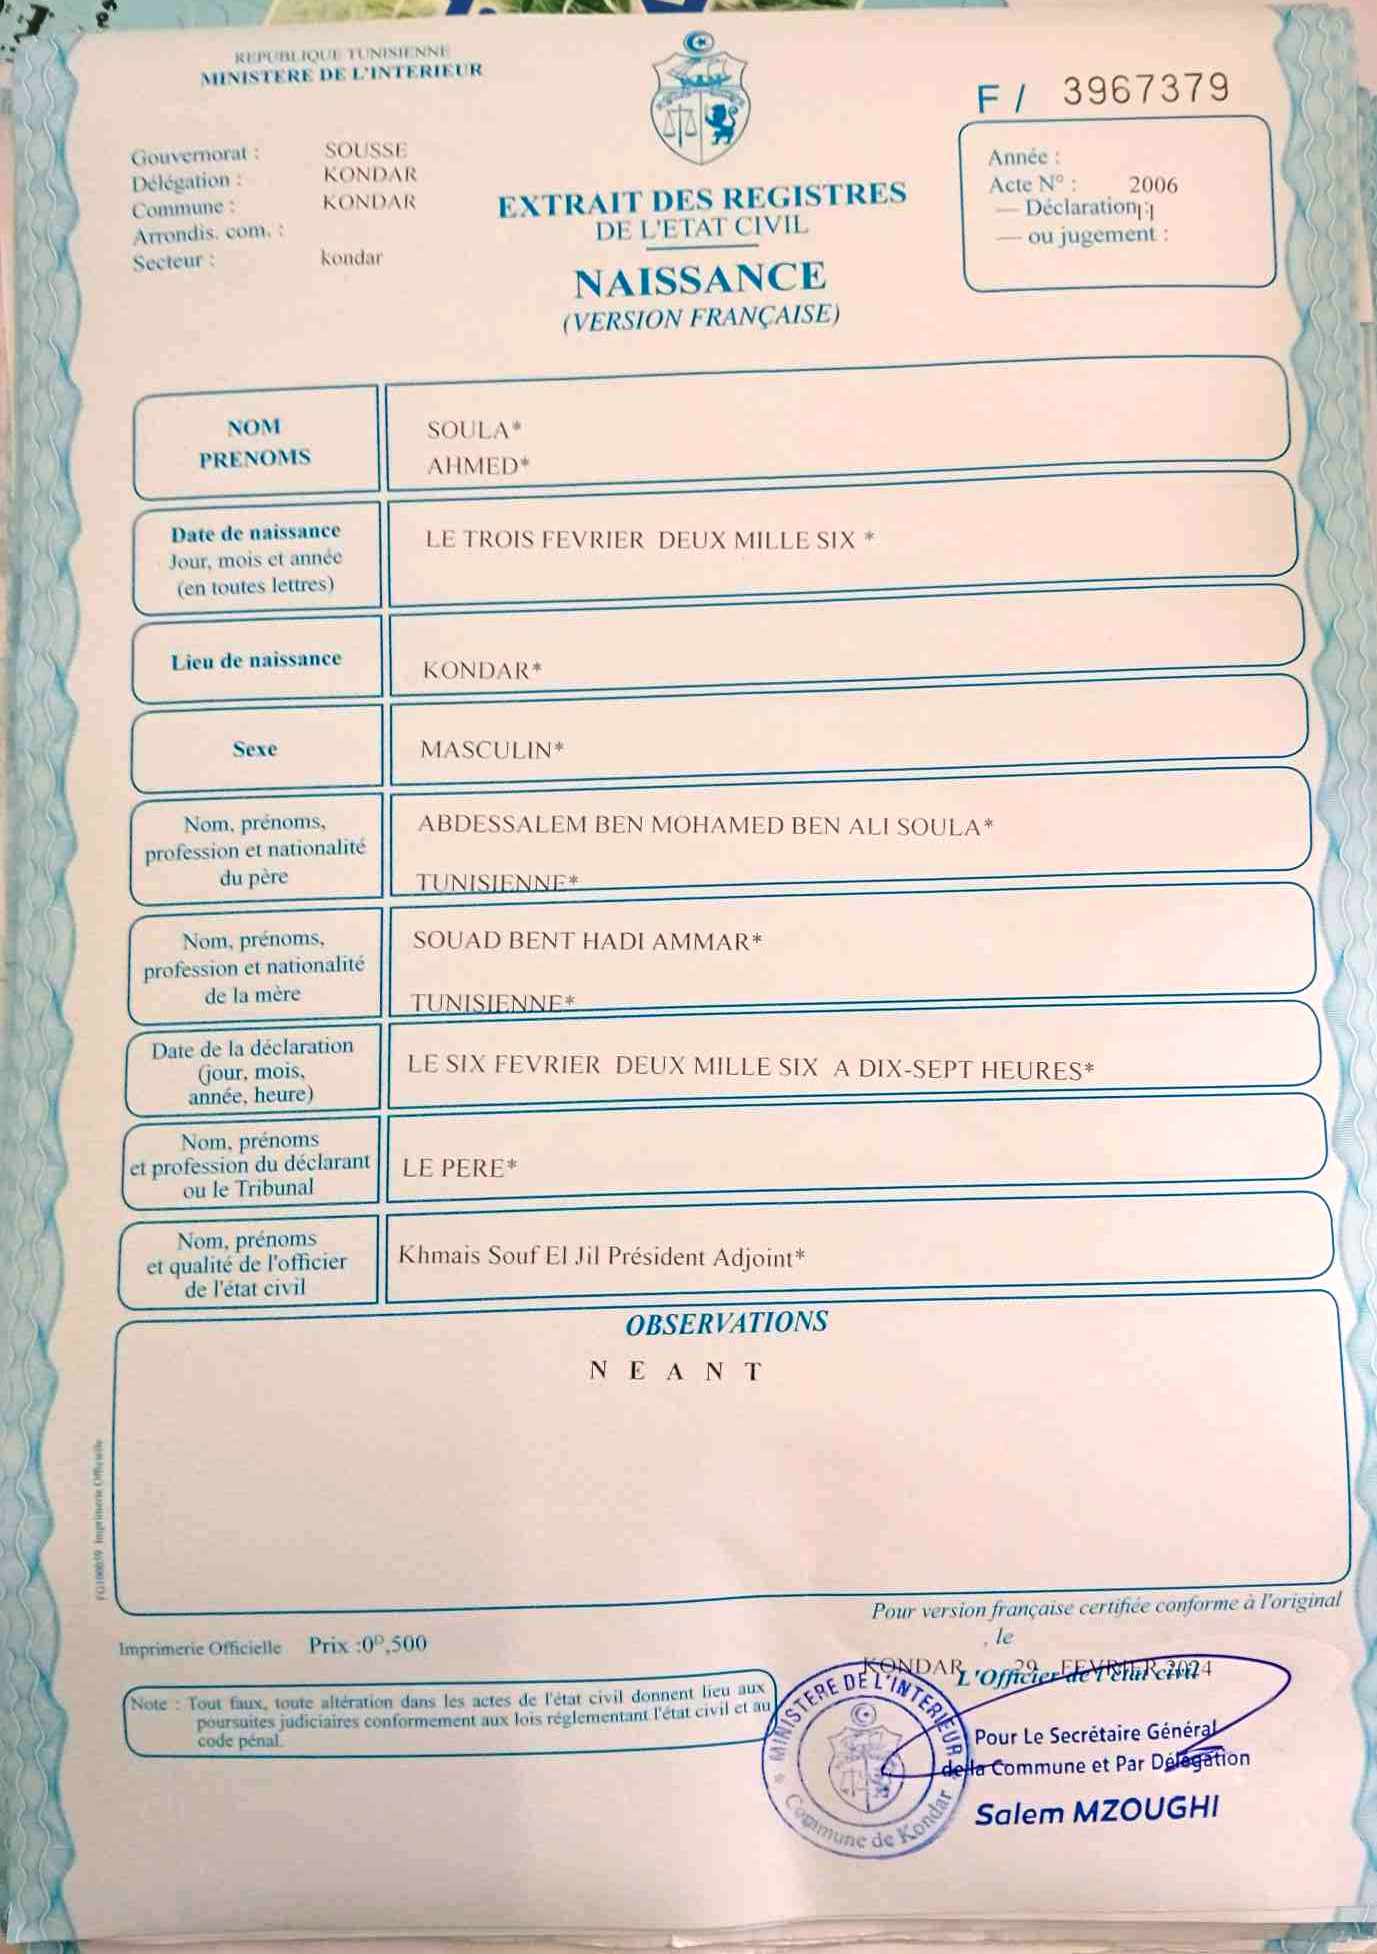 REPUBLIQUE TUNISIENNE
MINISTERE DE L'INTERIEUR
F / 3967379
Gouvernorat : SOUSSE
Délégation : KONDAR
Commune : KONDAR
Arrondis. com. :
Secteur : kondar
EXTRAIT DES REGISTRES
DE L'ETAT CIVIL
NAISSANCE
(VERSION FRANÇAISE)
Année :
Acte N° : 2006
— Déclaration :
— ou jugement :
NOM SOULA*
PRENOMS AHMED*
Date de naissance
Jour, mois et année
(en toutes lettres)
LE TROIS FEVRIER DEUX MILLE SIX *
Lieu de naissance
KONDAR*
Sexe
MASCULIN*
Nom, prénoms,
profession et nationalité
du père
ABDESSALEM BEN MOHAMED BEN ALI SOULA*
TUNISIENNE*
Nom, prénoms,
profession et nationalité
de la mère
SOUAD BENT HADI AMMAR*
TUNISIENNE*
Date de la déclaration
(jour, mois,
année, heure)
LE SIX FEVRIER DEUX MILLE SIX A DIX-SEPT HEURES*
Nom, prénoms
et profession du déclarant
ou le Tribunal
LE PERE*
Nom, prénoms
et qualité de l'officier
de l'état civil
Khmais Souf El Jil Président Adjoint*
OBSERVATIONS
N E A N T
Imprimerie Officielle
Pour version française certifiée conforme à l'original
, le
KONDAR 29 FEVRIER 2024
L'Officier de l'état civil
Imprimerie Officielle Prix :0ᴰ,500
Note : Tout faux, toute altération dans les actes de l'état civil donnent lieu aux
poursuites judiciaires conformement aux lois réglementant l'état civil et au
code pénal.
* MINISTERE DE L'INTERIEUR *
Commune de Kondar
Pour Le Secrétaire Général
de la Commune et Par Délégation
Salem MZOUGHI